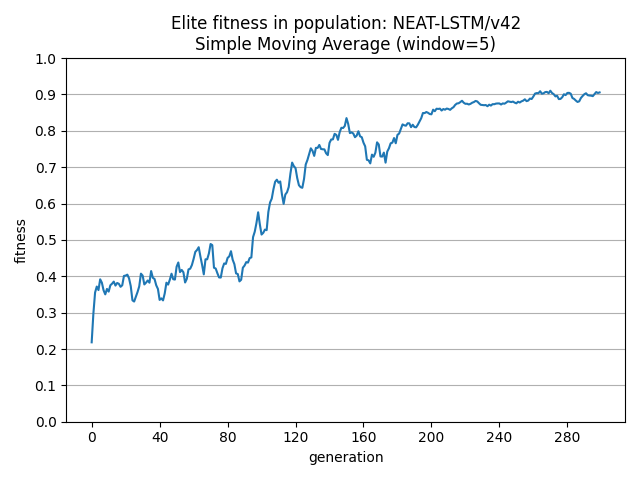 Elite fitness in population: NEAT-LSTM/v42
Simple Moving Average (window=5)
1.0
0.9
0.8
0.7
0.6
0.5
0.4
0.3
0.2
0.1
0.0
fitness
0 40 80 120 160 200 240 280
generation